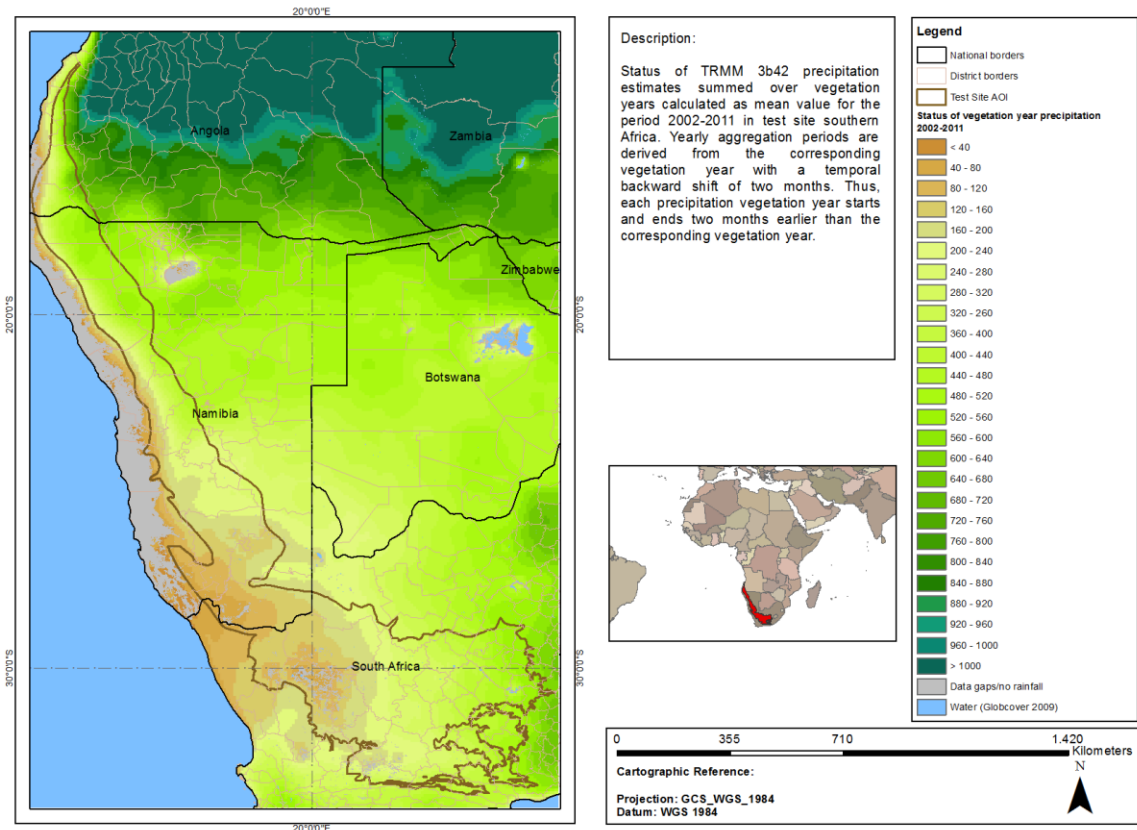 20°0'0"E
Angola
Zambia
Zimbabwe
20°0'0"S
20°0'0"S
Botswana
Namibia
South Africa
30°0'0"S
30°0'0"S
20°0'0"E
Description:
Status of TRMM 3b42 precipitation
estimates summed over vegetation
years calculated as mean value for the
period 2002-2011 in test site southern
Africa. Yearly aggregation periods are
derived from the corresponding
vegetation year with a temporal
backward shift of two months. Thus,
each precipitation vegetation year starts
and ends two months earlier than the
corresponding vegetation year.
Legend
National borders
District borders
Test Site AOI
Status of vegetation year precipitation
2002-2011
< 40
40 - 80
80 - 120
120 - 160
160 - 200
200 - 240
240 - 280
280 - 320
320 - 260
360 - 400
400 - 440
440 - 480
480 - 520
520 - 560
560 - 600
600 - 640
640 - 680
680 - 720
720 - 760
760 - 800
800 - 840
840 - 880
880 - 920
920 - 960
960 - 1000
> 1000
Data gaps/no rainfall
Water (Globcover 2009)
0 355 710 1.420
Kilometers
N
Cartographic Reference:
Projection: GCS_WGS_1984
Datum: WGS 1984